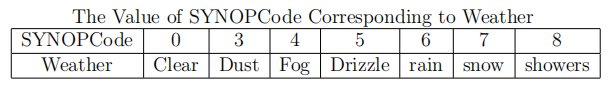 The Value of SYNOPCode Corresponding to Weather
SYNOPCode 0 3 4 5 6 7 8
Weather Clear Dust Fog Drizzle rain snow showers